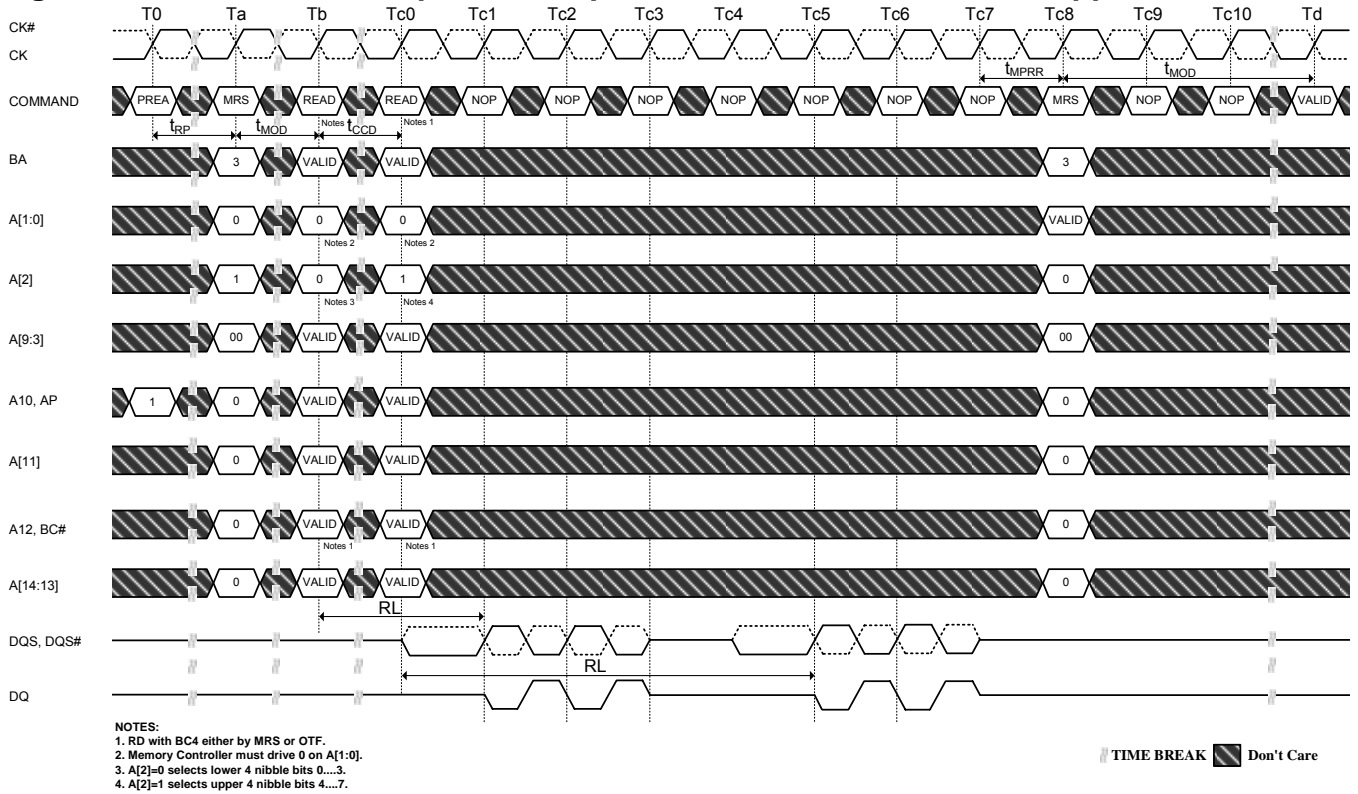 T0 Ta Tb Tc0 Tc1 Tc2 Tc3 Tc4 Tc5 Tc6 Tc7 Tc8 Tc9 Tc10 Td
CK#
CK
tMPRR tMOD
COMMAND PREA MRS READ READ NOP NOP NOP NOP NOP NOP NOP MRS NOP NOP VALID
Notes 1 Notes 1
tRP tMOD tCCD
BA 3 VALID VALID 3
A[1:0] 0 0 0 VALID
Notes 2 Notes 2
A[2] 1 0 1 0
Notes 3 Notes 4
A[9:3] 00 VALID VALID 00
A10, AP 1 0 VALID VALID 0
A[11] 0 VALID VALID 0
A12, BC# 0 VALID VALID 0
Notes 1 Notes 1
A[14:13] 0 VALID VALID 0
RL
DQS, DQS#
RL
DQ
NOTES:
1. RD with BC4 either by MRS or OTF.
2. Memory Controller must drive 0 on A[1:0].
3. A[2]=0 selects lower 4 nibble bits 0....3.
4. A[2]=1 selects upper 4 nibble bits 4....7.
TIME BREAK Don't Care